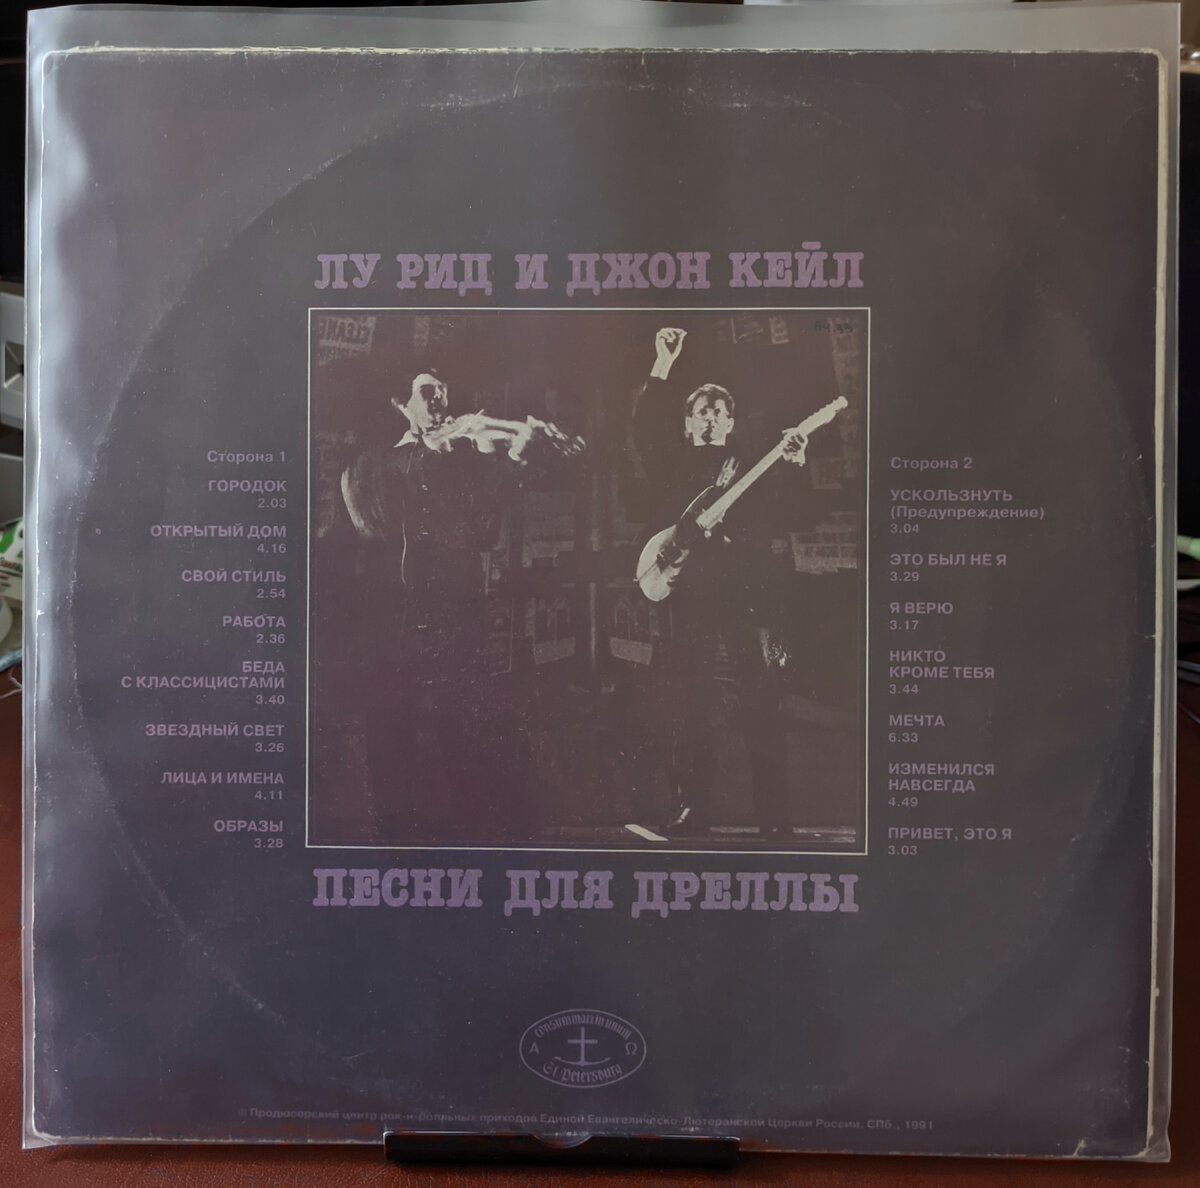 ЛУ РИД И ДЖОН КЕЙЛ
Сторона 1
ГОРОДОК
2.03
ОТКРЫТЫЙ ДОМ
4.16
СВОЙ СТИЛЬ
2.54
РАБОТА
2.36
БЕДА
С КЛАССИЦИСТАМИ
3.40
ЗВЕЗДНЫЙ СВЕТ
3.26
ЛИЦА И ИМЕНА
4.11
ОБРАЗЫ
3.28
Сторона 2
УСКОЛЬЗНУТЬ
(Предупреждение)
3.04
ЭТО БЫЛ НЕ Я
3.29
Я ВЕРЮ
3.17
НИКТО
КРОМЕ ТЕБЯ
3.44
МЕЧТА
6.33
ИЗМЕНИЛСЯ
НАВСЕГДА
4.49
ПРИВЕТ, ЭТО Я
3.03
ПЕСНИ ДЛЯ ДРЕЛЛЫ
Α Ω
St. Petersburg
© Продюсерский центр рок-н-ролльных приходов Единой Евангелическо-Лютеранской Церкви России, СПб., 1991